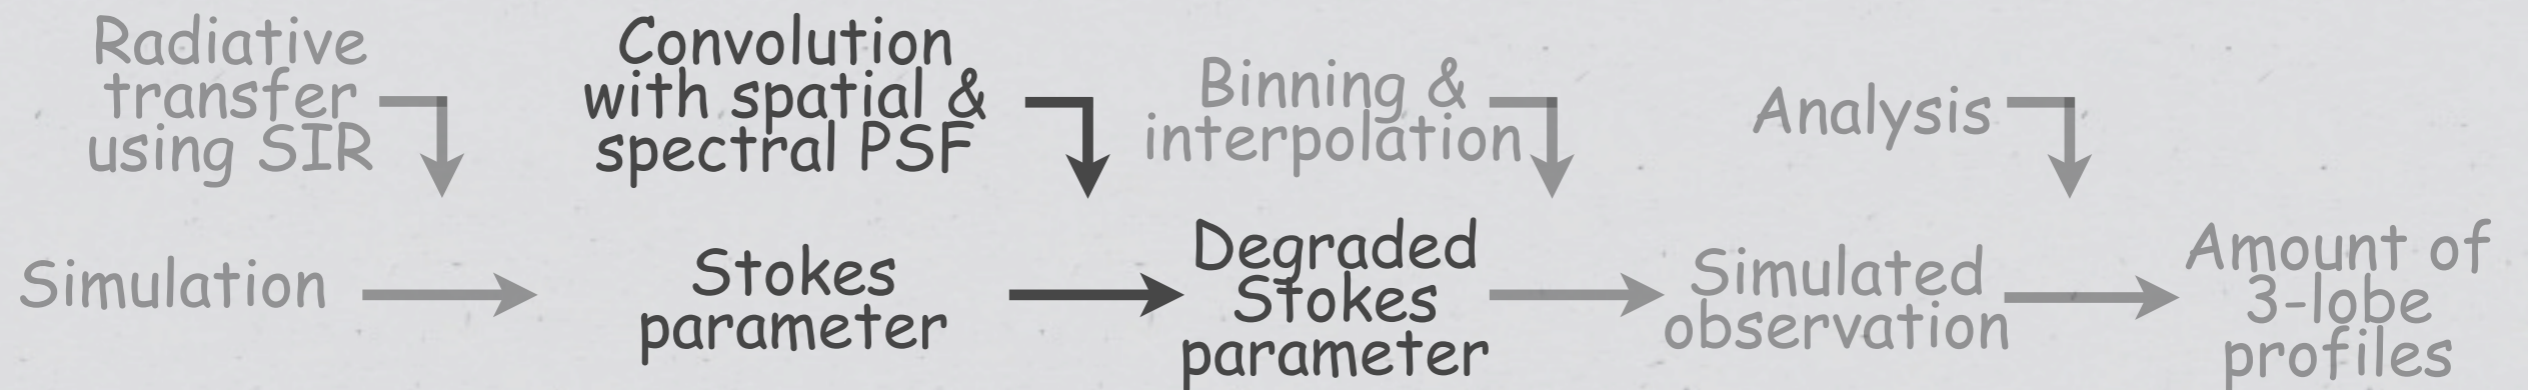 Radiative
transfer
using SIR
Convolution
with spatial &
spectral PSF
Binning &
interpolation
Analysis
Simulation
Stokes
parameter
Degraded
Stokes
parameter
Simulated
observation
Amount of
3-lobe
profiles